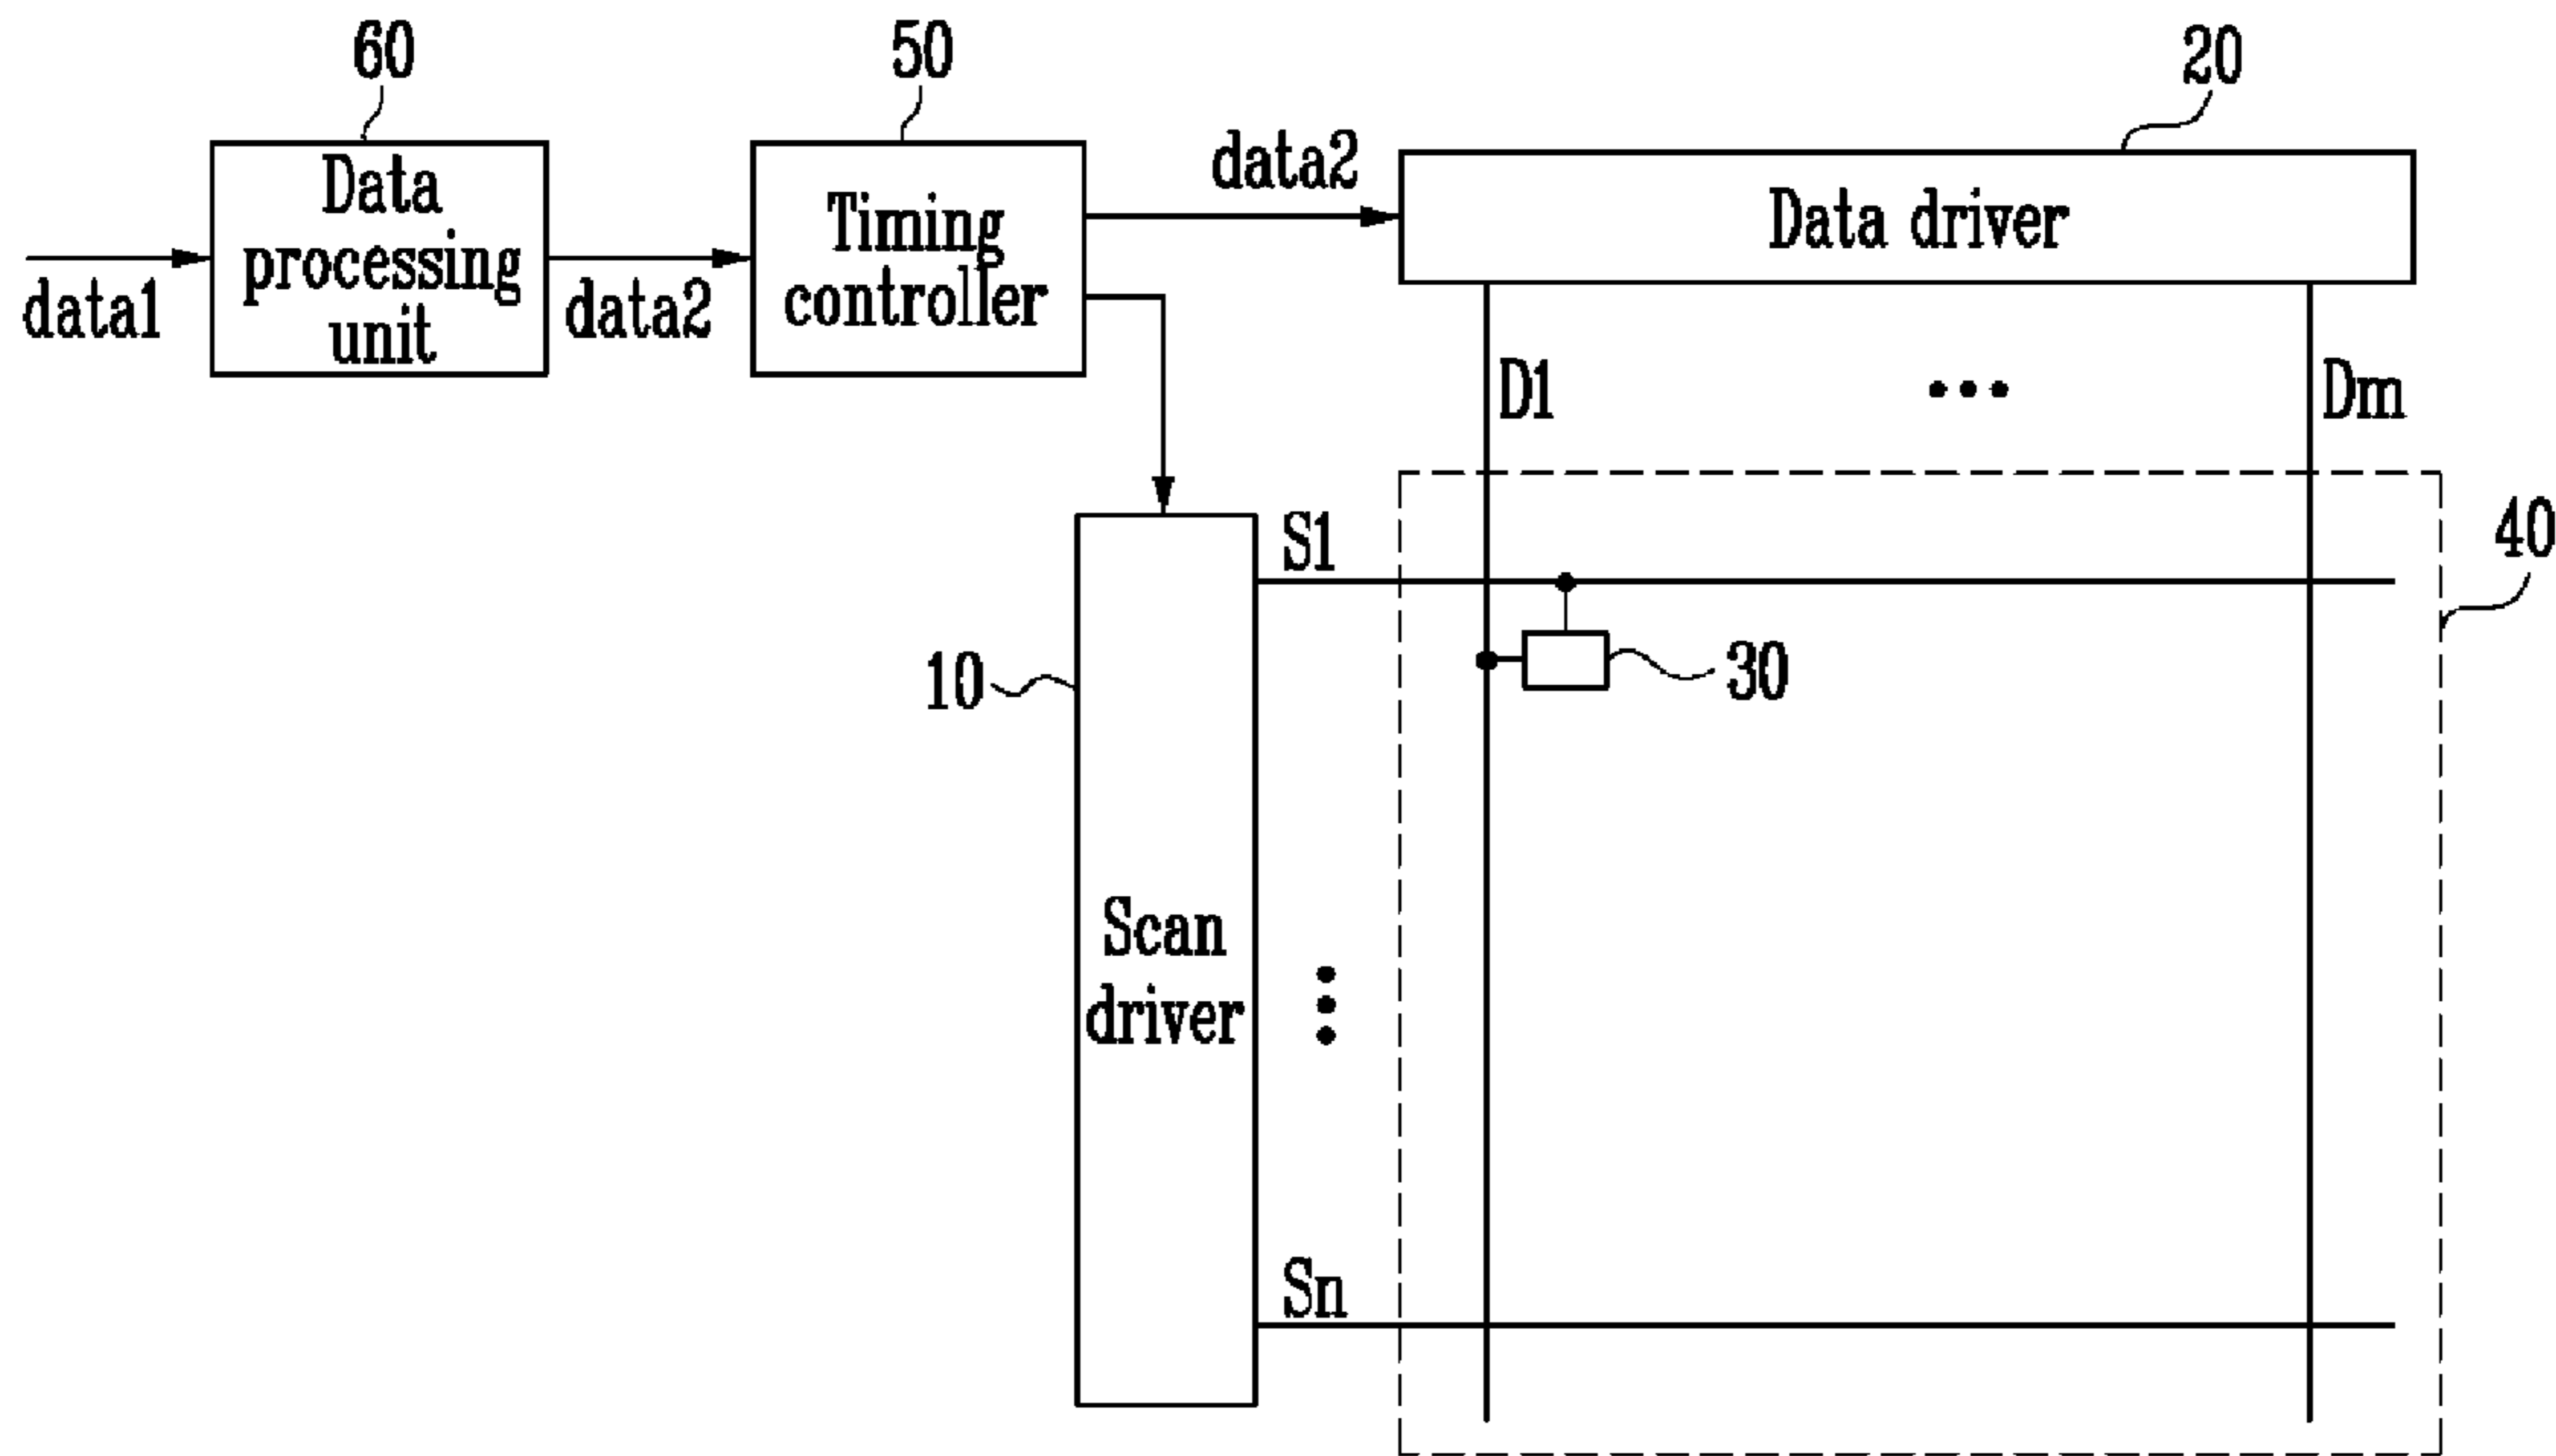 60
50
20
data1
Data
processing
unit
data2
Timing
controller
data2
Data driver
D1
Dm
40
S1
30
10
Scan
driver
Sn